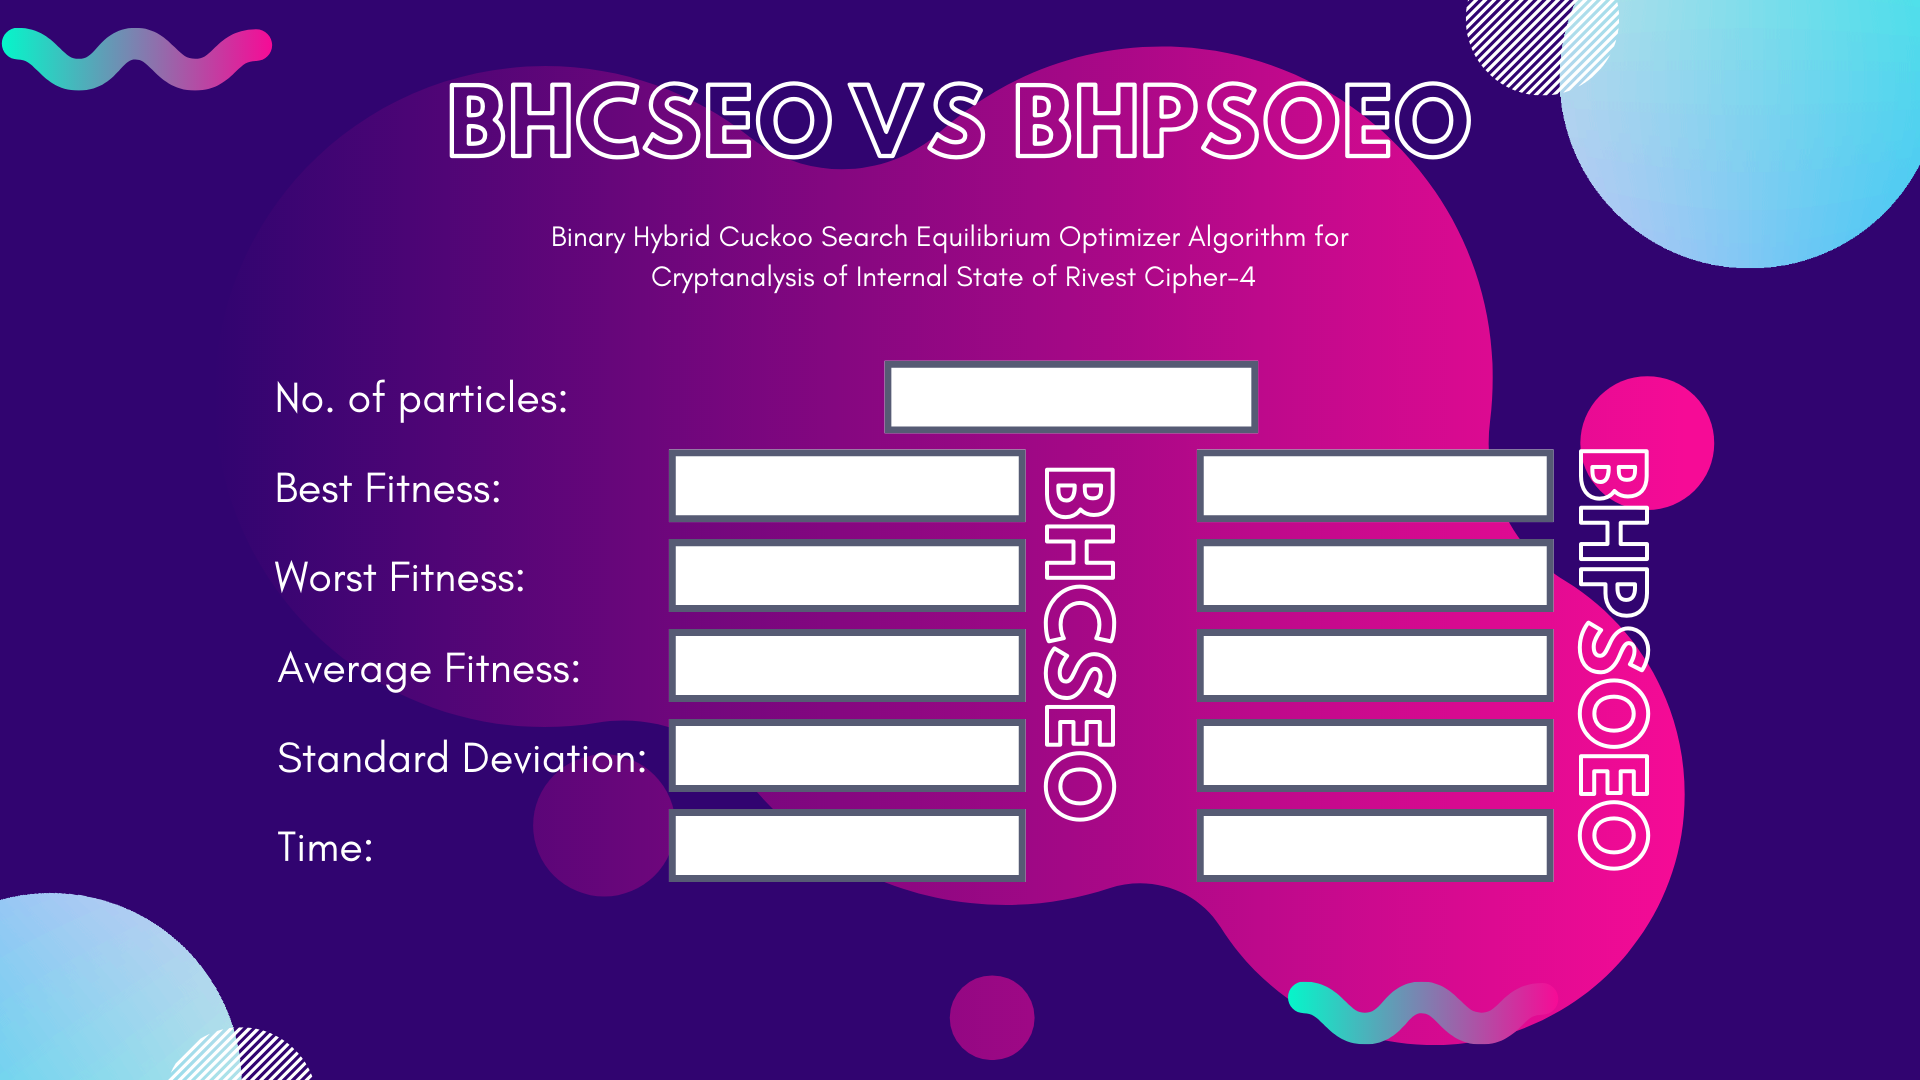 BHCSEO VS BHPSOEO
Binary Hybrid Cuckoo Search Equilibrium Optimizer Algorithm for
Cryptanalysis of Internal State of Rivest Cipher-4
No. of particles:
Best Fitness:
Worst Fitness:
Average Fitness:
Standard Deviation:
Time:
BHCSEO
BHPSOEO